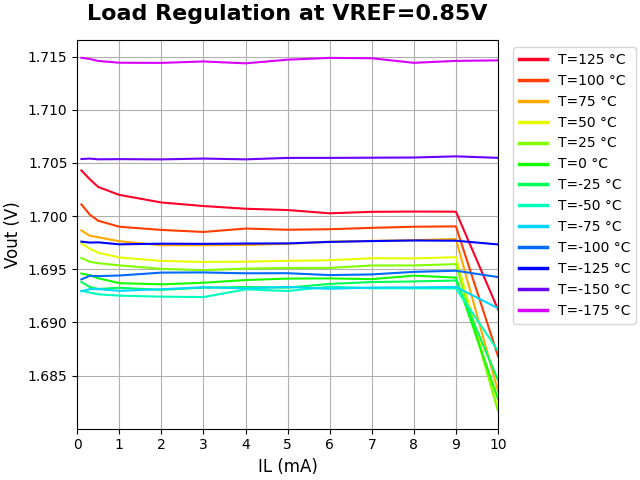 Load Regulation at VREF=0.85V
Vout (V)
1.715
1.710
1.705
1.700
1.695
1.690
1.685
0 1 2 3 4 5 6 7 8 9 10
IL (mA)
T=125 °C
T=100 °C
T=75 °C
T=50 °C
T=25 °C
T=0 °C
T=-25 °C
T=-50 °C
T=-75 °C
T=-100 °C
T=-125 °C
T=-150 °C
T=-175 °C